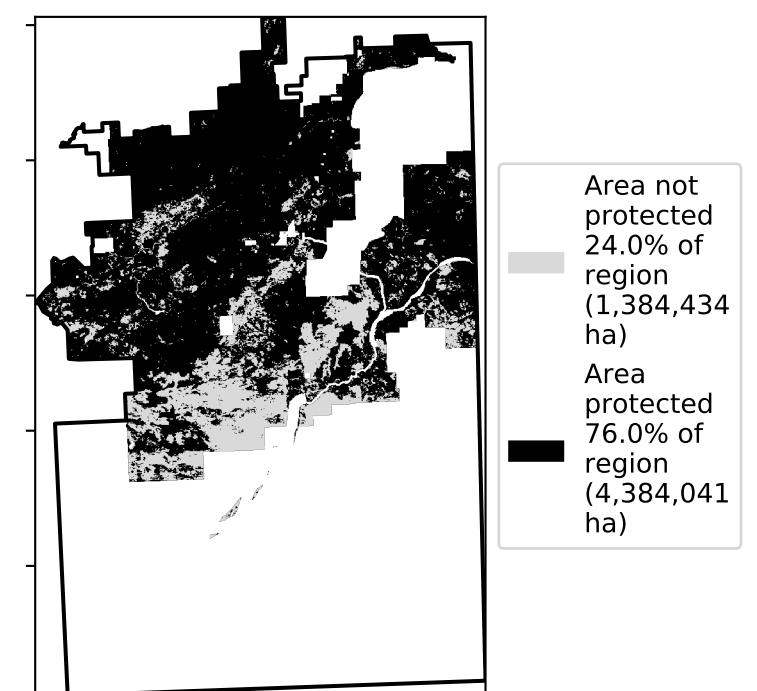 Area not
protected
24.0% of
region
(1,384,434
ha)
Area
protected
76.0% of
region
(4,384,041
ha)